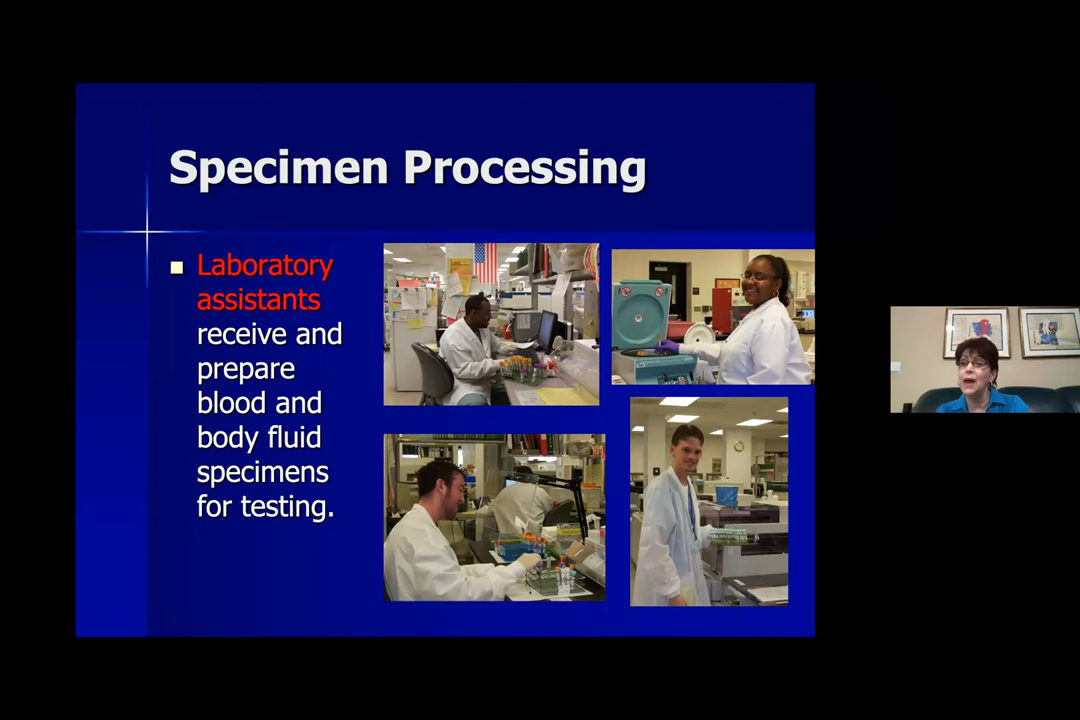 Specimen Processing
Laboratory
assistants
receive and
prepare
blood and
body fluid
specimens
for testing.